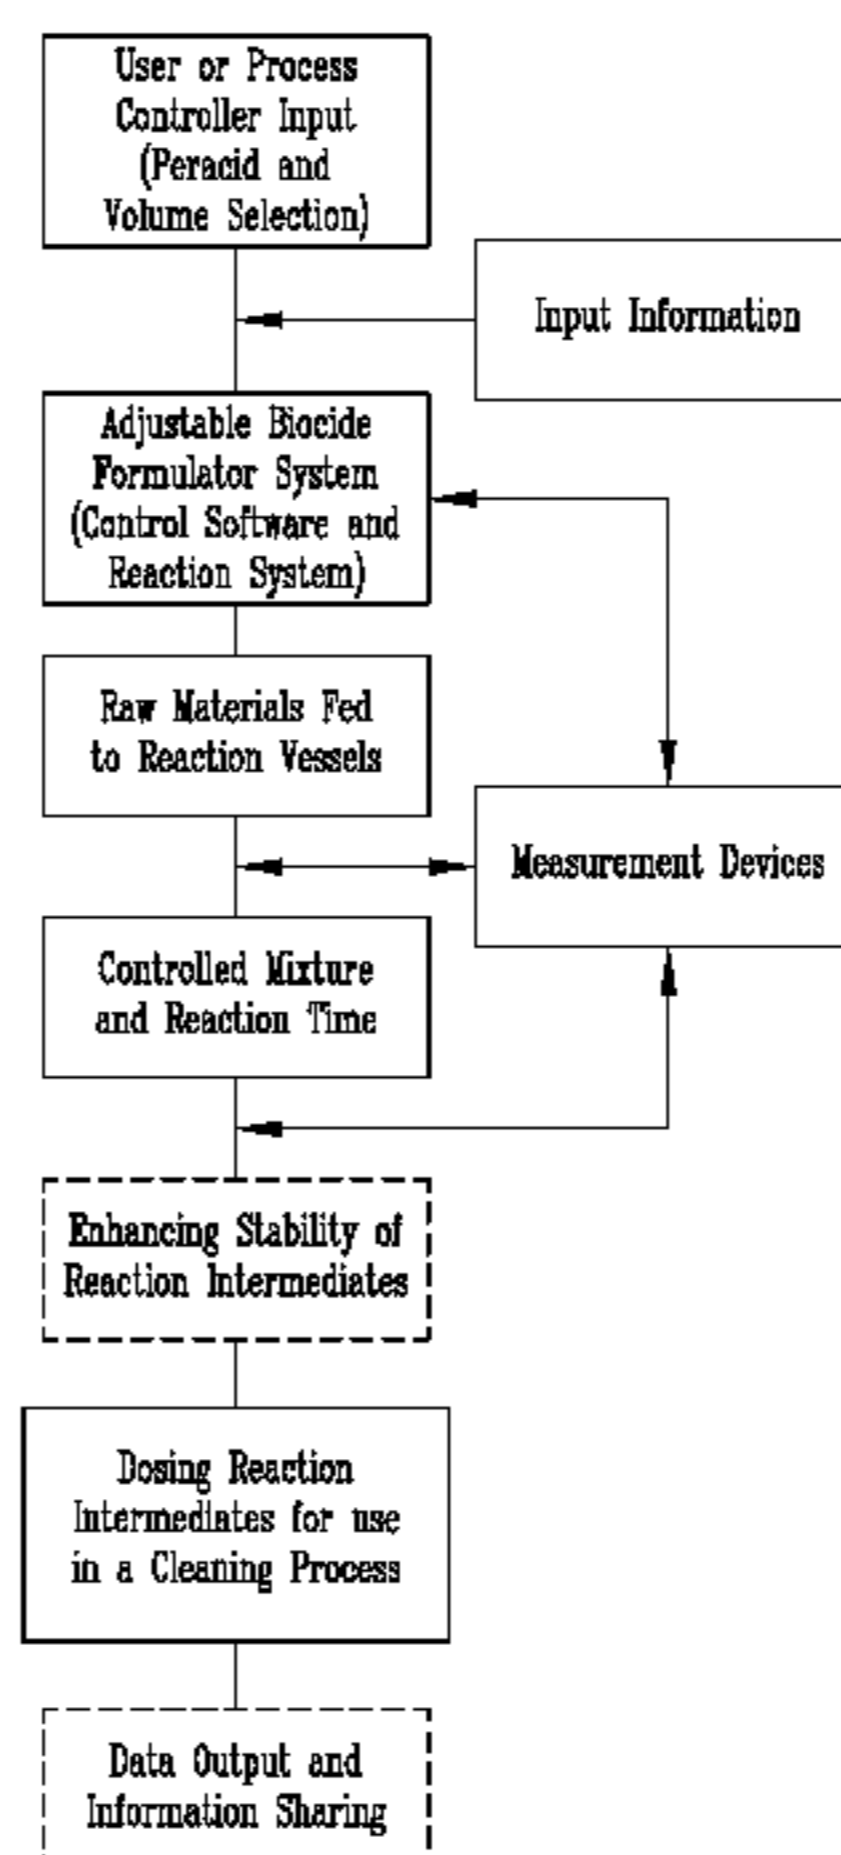 User or Process
Controller Input
(Peracid and
Volume Selection)
Input Information
Adjustable Biocide
Formulator System
(Control Software and
Reaction System)
Raw Materials Fed
to Reaction Vessels
Measurement Devices
Controlled Mixture
and Reaction Time
Enhancing Stability of
Reaction Intermediates
Dosing Reaction
Intermediates for use
in a Cleaning Process
Data Output and
Information Sharing